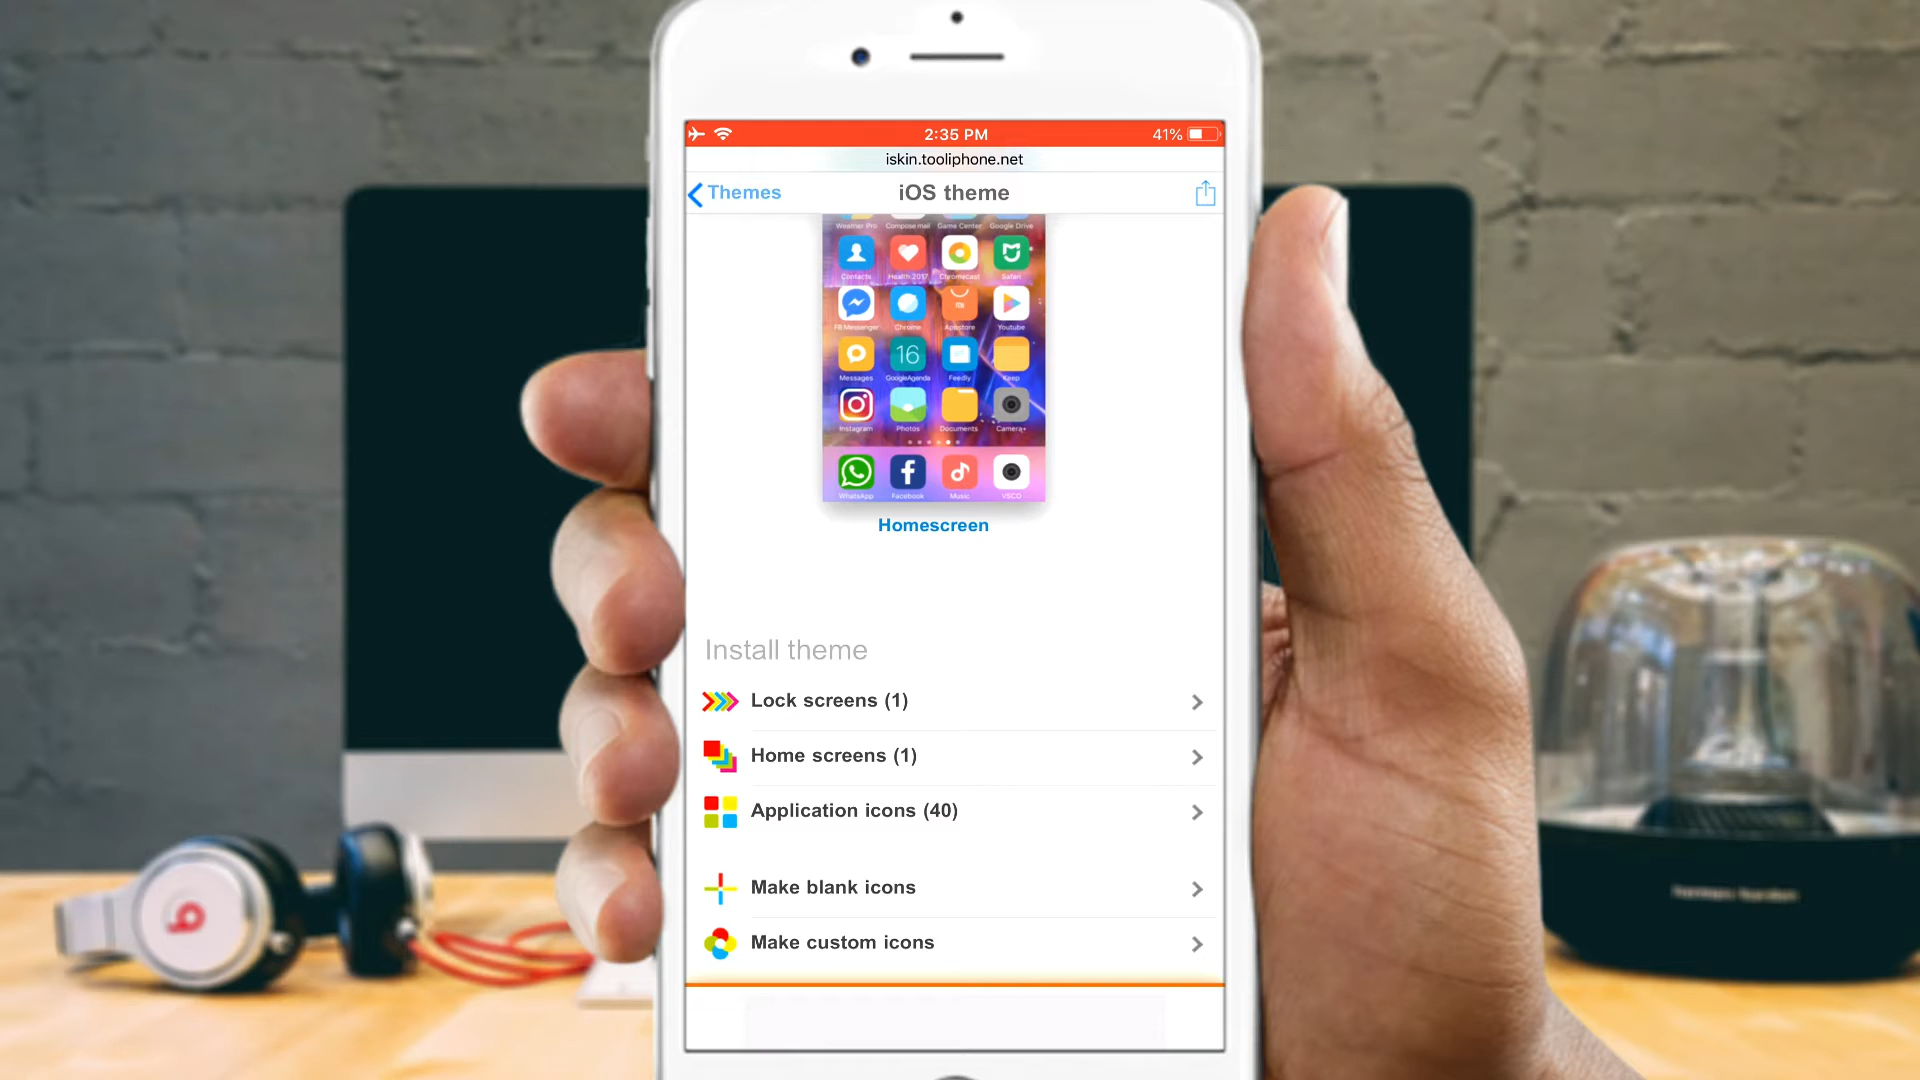 2:35 PM
41%
iskin.tooliphone.net
Themes
iOS theme
Weather Pro Compose mail Game Center Google Drive
Contacts Health 2017 Chromecast Safari
FB Messenger Chrome Appstore Youtube
16
Messages GoogleAgenda Feedly Keep
Instagram Photos Documents Camera+
WhatsApp Facebook Music VSCO
Homescreen
Install theme
Lock screens (1)
Home screens (1)
Application icons (40)
Make blank icons
Make custom icons
harman/kardon